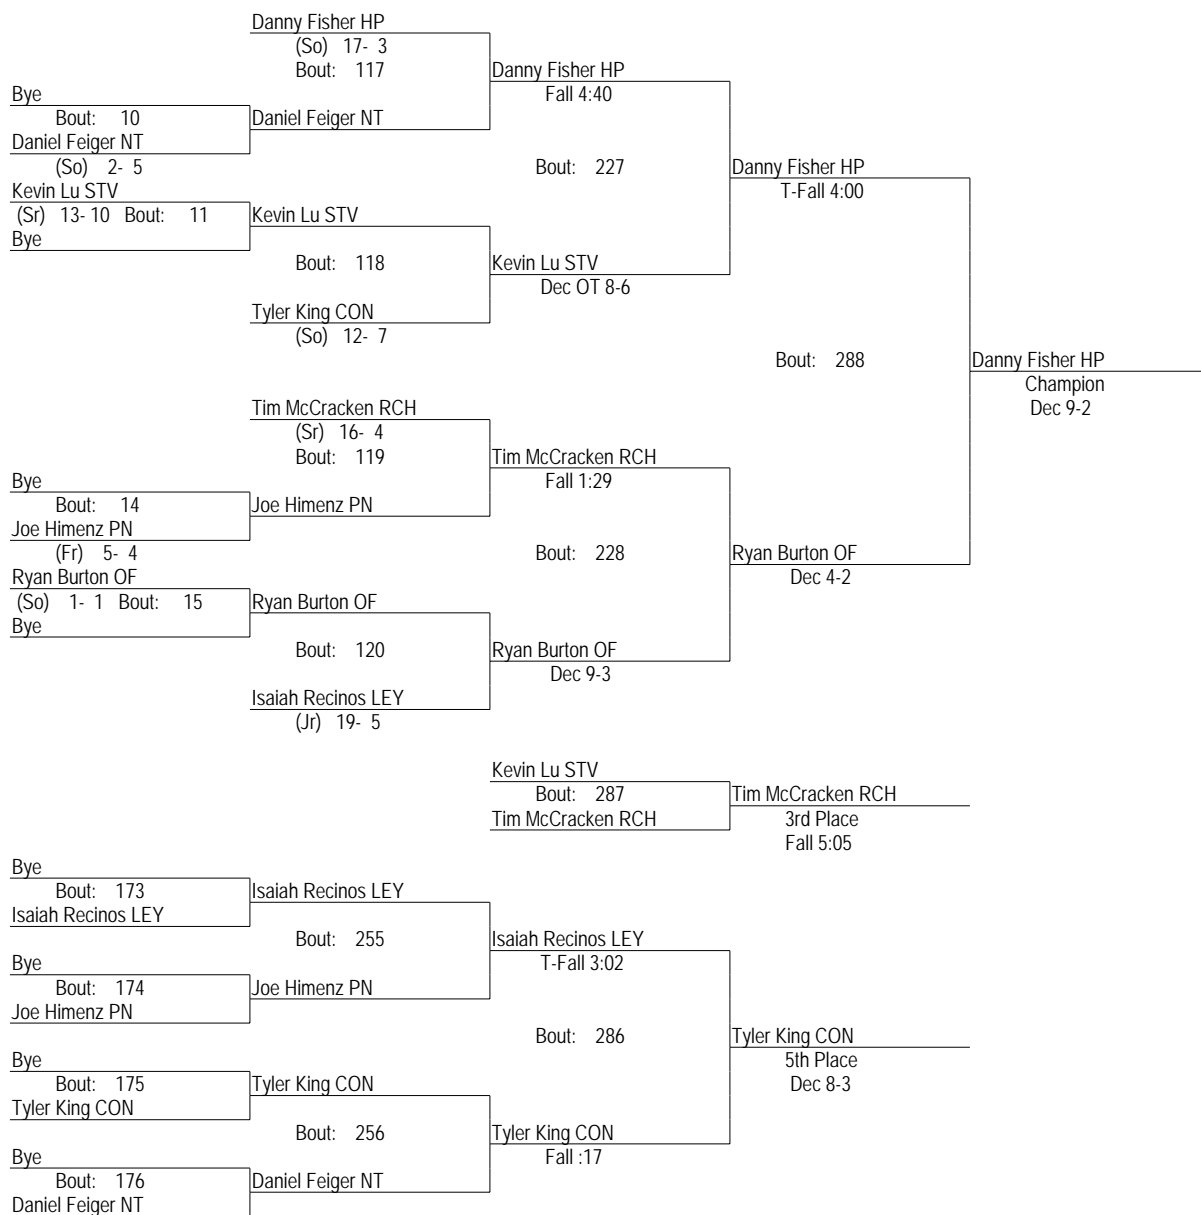 Danny Fisher HP
(So) 17- 3
Bout: 117
Danny Fisher HP
Fall 4:40
Bye
Bout: 10
Daniel Feiger NT
Daniel Feiger NT
(So) 2- 5
Bout: 227
Danny Fisher HP
T-Fall 4:00
Kevin Lu STV
(Sr) 13- 10 Bout: 11
Kevin Lu STV
Bye
Bout: 118
Kevin Lu STV
Dec OT 8-6
Tyler King CON
(So) 12- 7
Bout: 288
Danny Fisher HP
Champion
Dec 9-2
Tim McCracken RCH
(Sr) 16- 4
Bout: 119
Tim McCracken RCH
Fall 1:29
Bye
Bout: 14
Joe Himenz PN
Joe Himenz PN
(Fr) 5- 4
Bout: 228
Ryan Burton OF
Dec 4-2
Ryan Burton OF
(So) 1- 1 Bout: 15
Ryan Burton OF
Bye
Bout: 120
Ryan Burton OF
Dec 9-3
Isaiah Recinos LEY
(Jr) 19- 5
Kevin Lu STV
Bout: 287
Tim McCracken RCH
Tim McCracken RCH
3rd Place
Fall 5:05
Bye
Bout: 173
Isaiah Recinos LEY
Isaiah Recinos LEY
Bout: 255
Isaiah Recinos LEY
T-Fall 3:02
Bye
Bout: 174
Joe Himenz PN
Joe Himenz PN
Bout: 286
Tyler King CON
5th Place
Dec 8-3
Bye
Bout: 175
Tyler King CON
Tyler King CON
Bout: 256
Tyler King CON
Fall :17
Bye
Bout: 176
Daniel Feiger NT
Daniel Feiger NT